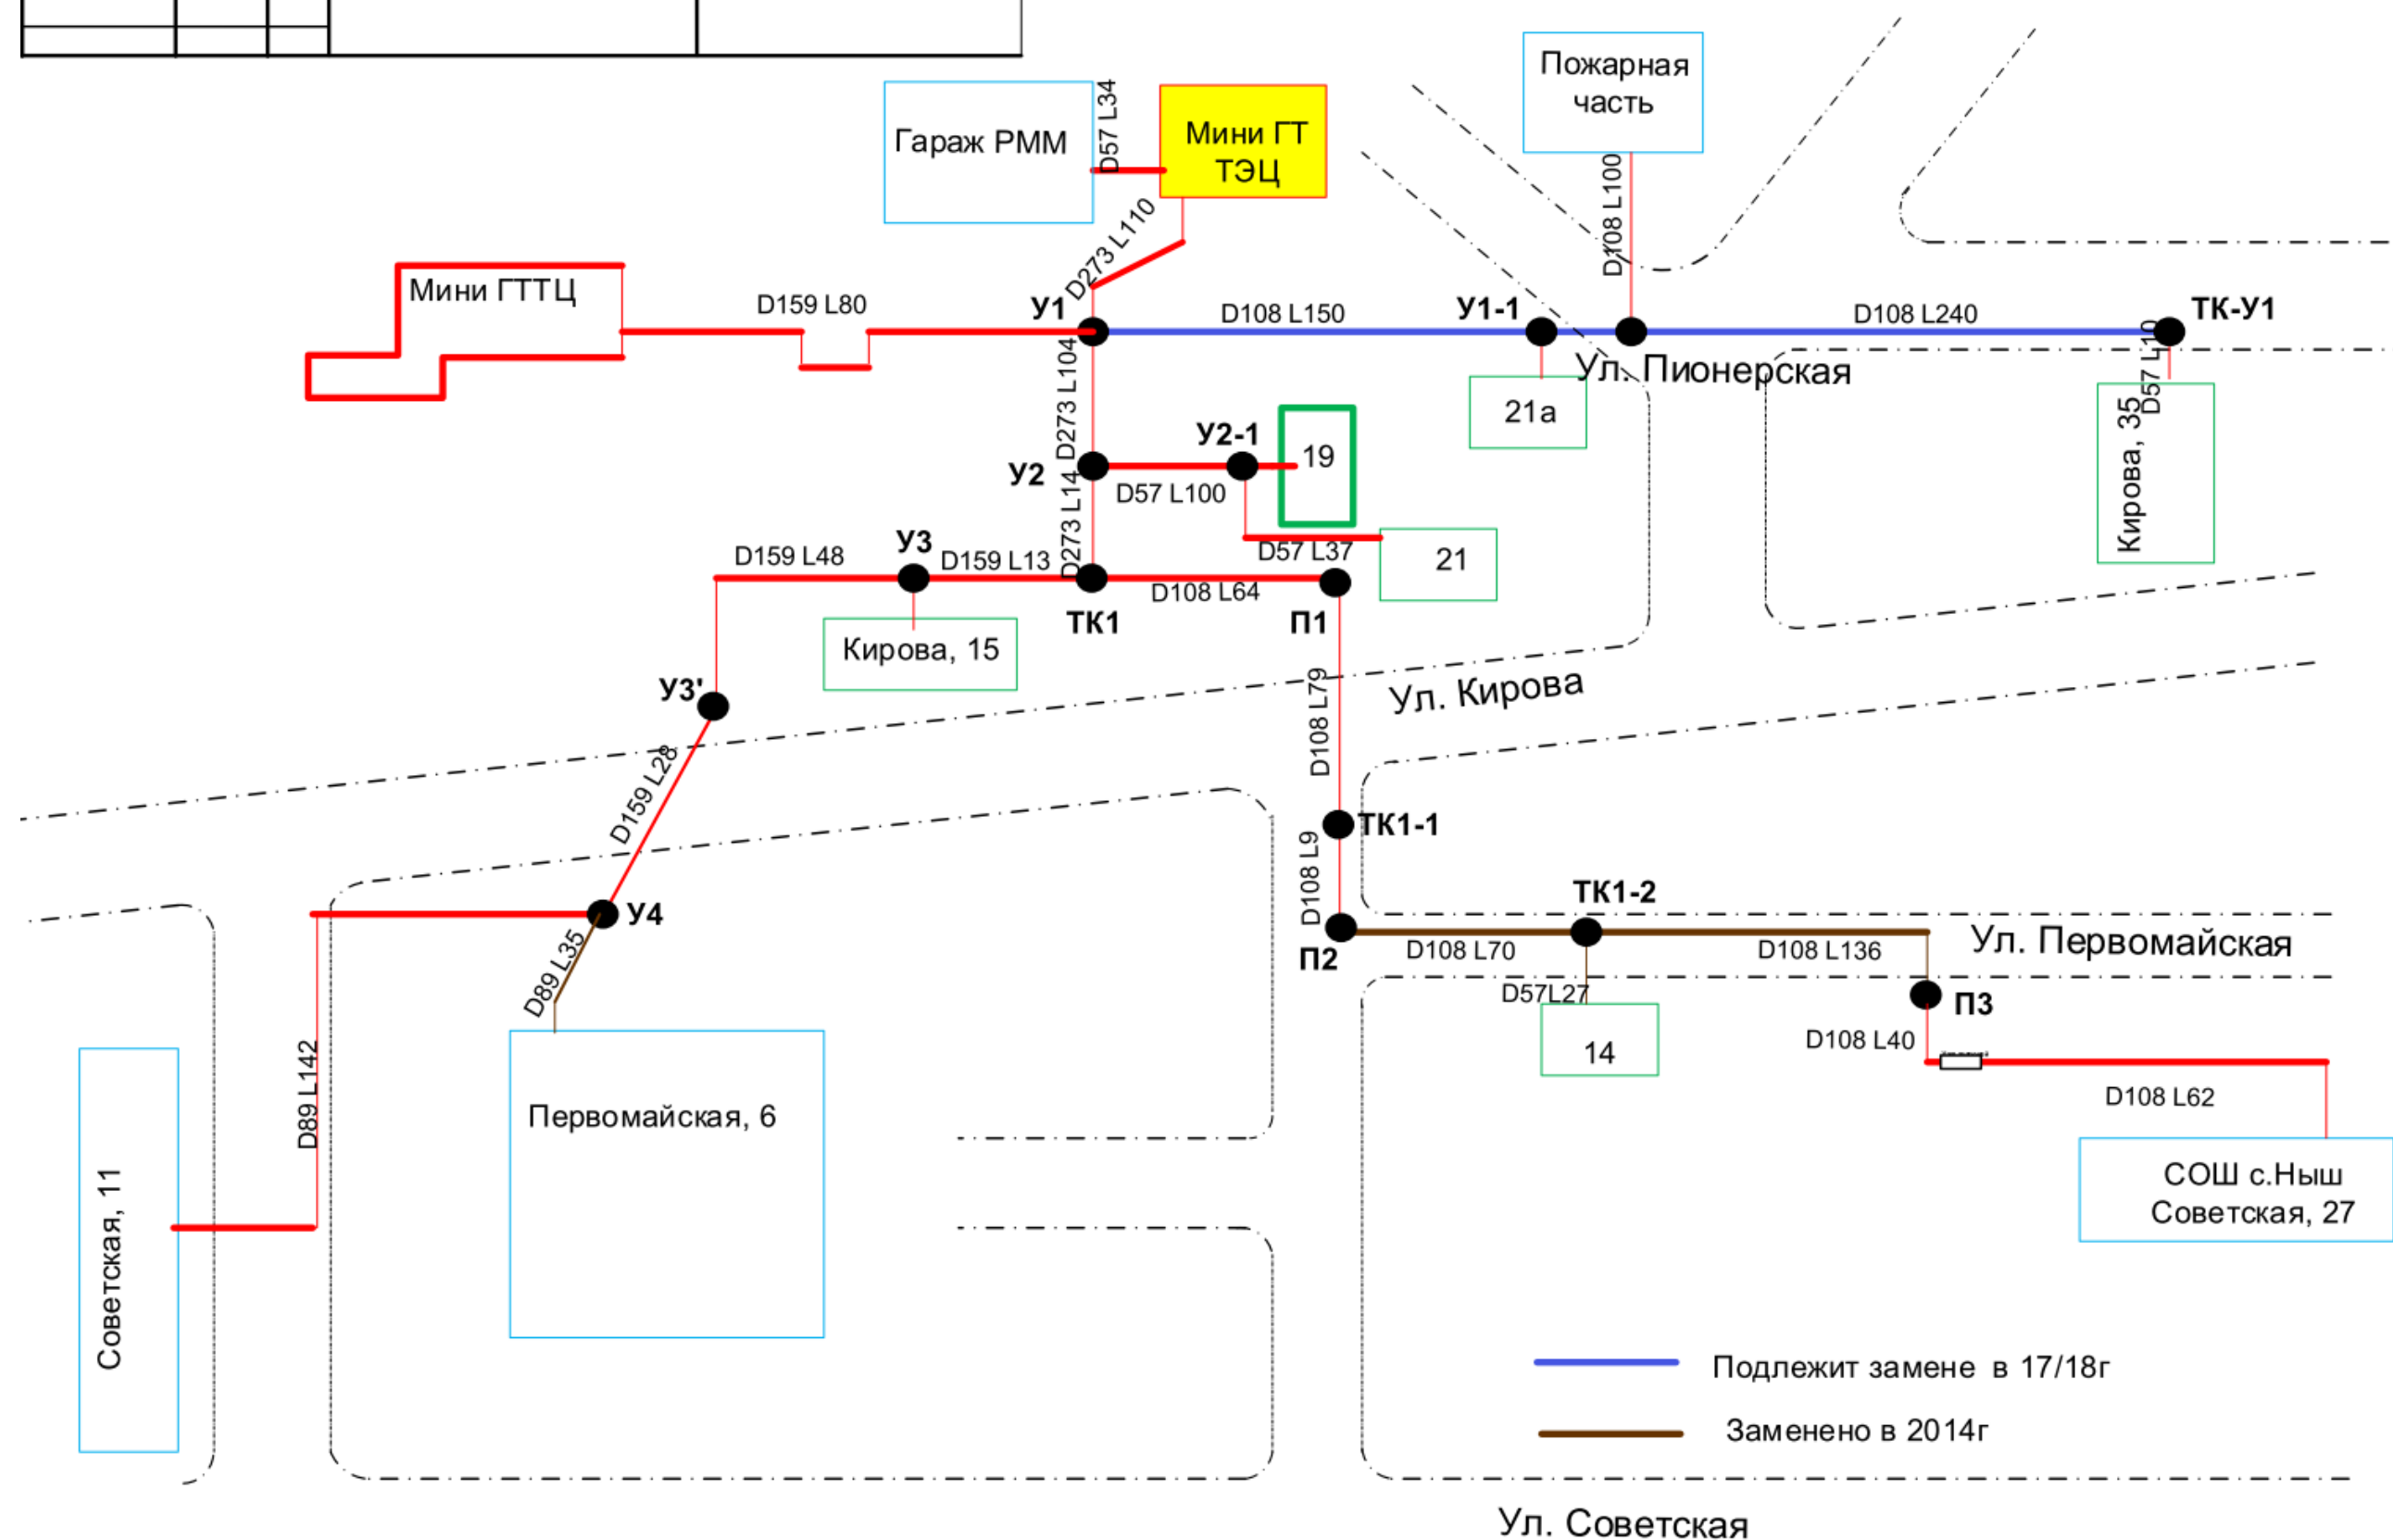 Пожарная
часть
Гараж РММ
D57 L34
Мини ГТ
ТЭЦ
D108 L100
D273 L110
Мини ГТТЦ
D159 L80
У1
D108 L150
У1-1
D108 L240
ТК-У1
Ул. Пионерская
D57 L10
D273 L104
21а
Кирова, 35
У2-1
19
У2
D57 L100
D273 L14
У3
D159 L48
D159 L13
D57 L37
21
D108 L64
ТК1
П1
Кирова, 15
У3'
Ул. Кирова
D108 L79
D159 L28
ТК1-1
D108 L9
ТК1-2
У4
D89 L35
П2
D108 L70
D108 L136
Ул. Первомайская
D57L27
П3
14
D108 L40
D89 L142
D108 L62
Первомайская, 6
Советская, 11
СОШ с.Ныш
Советская, 27
Подлежит замене в 17/18г
Заменено в 2014г
Ул. Советская